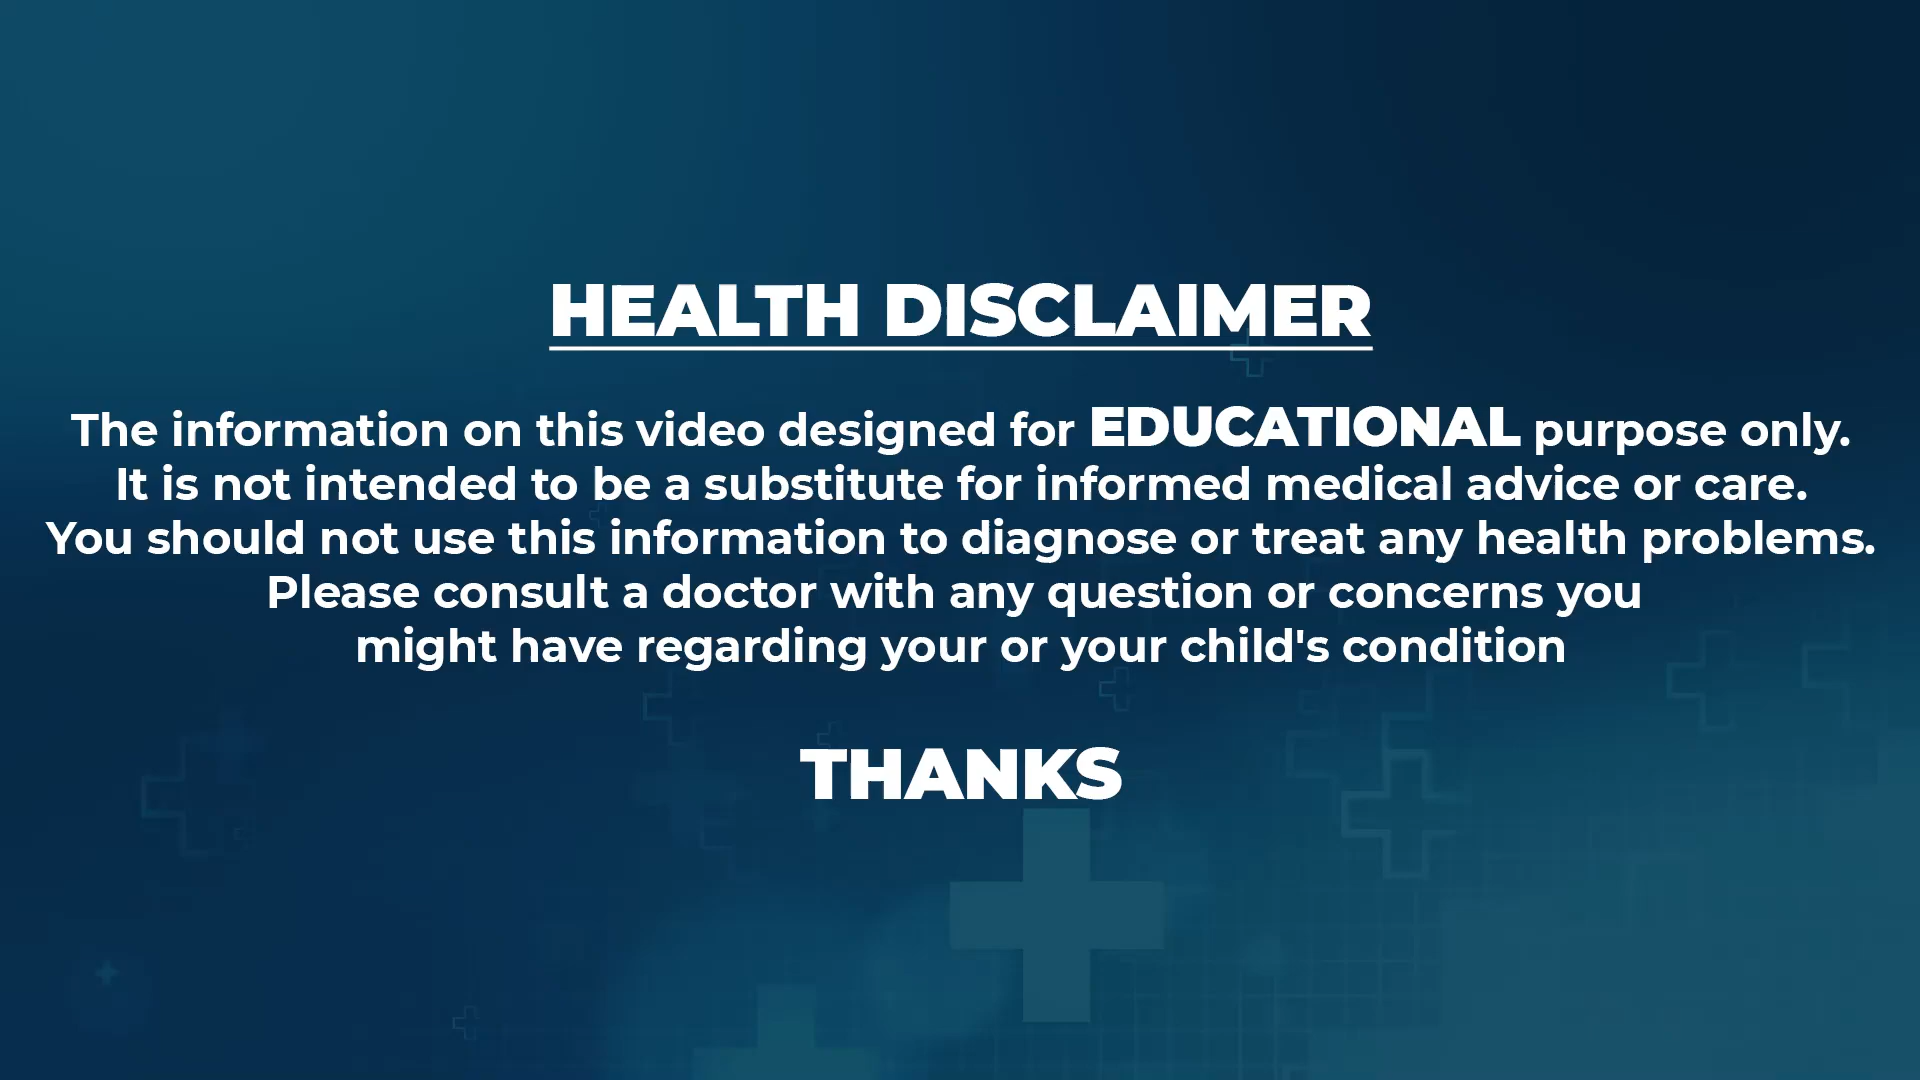 HEALTH DISCLAIMER
The information on this video designed for EDUCATIONAL purpose only.
It is not intended to be a substitute for informed medical advice or care.
You should not use this information to diagnose or treat any health problems.
Please consult a doctor with any question or concerns you
might have regarding your or your child's condition
THANKS